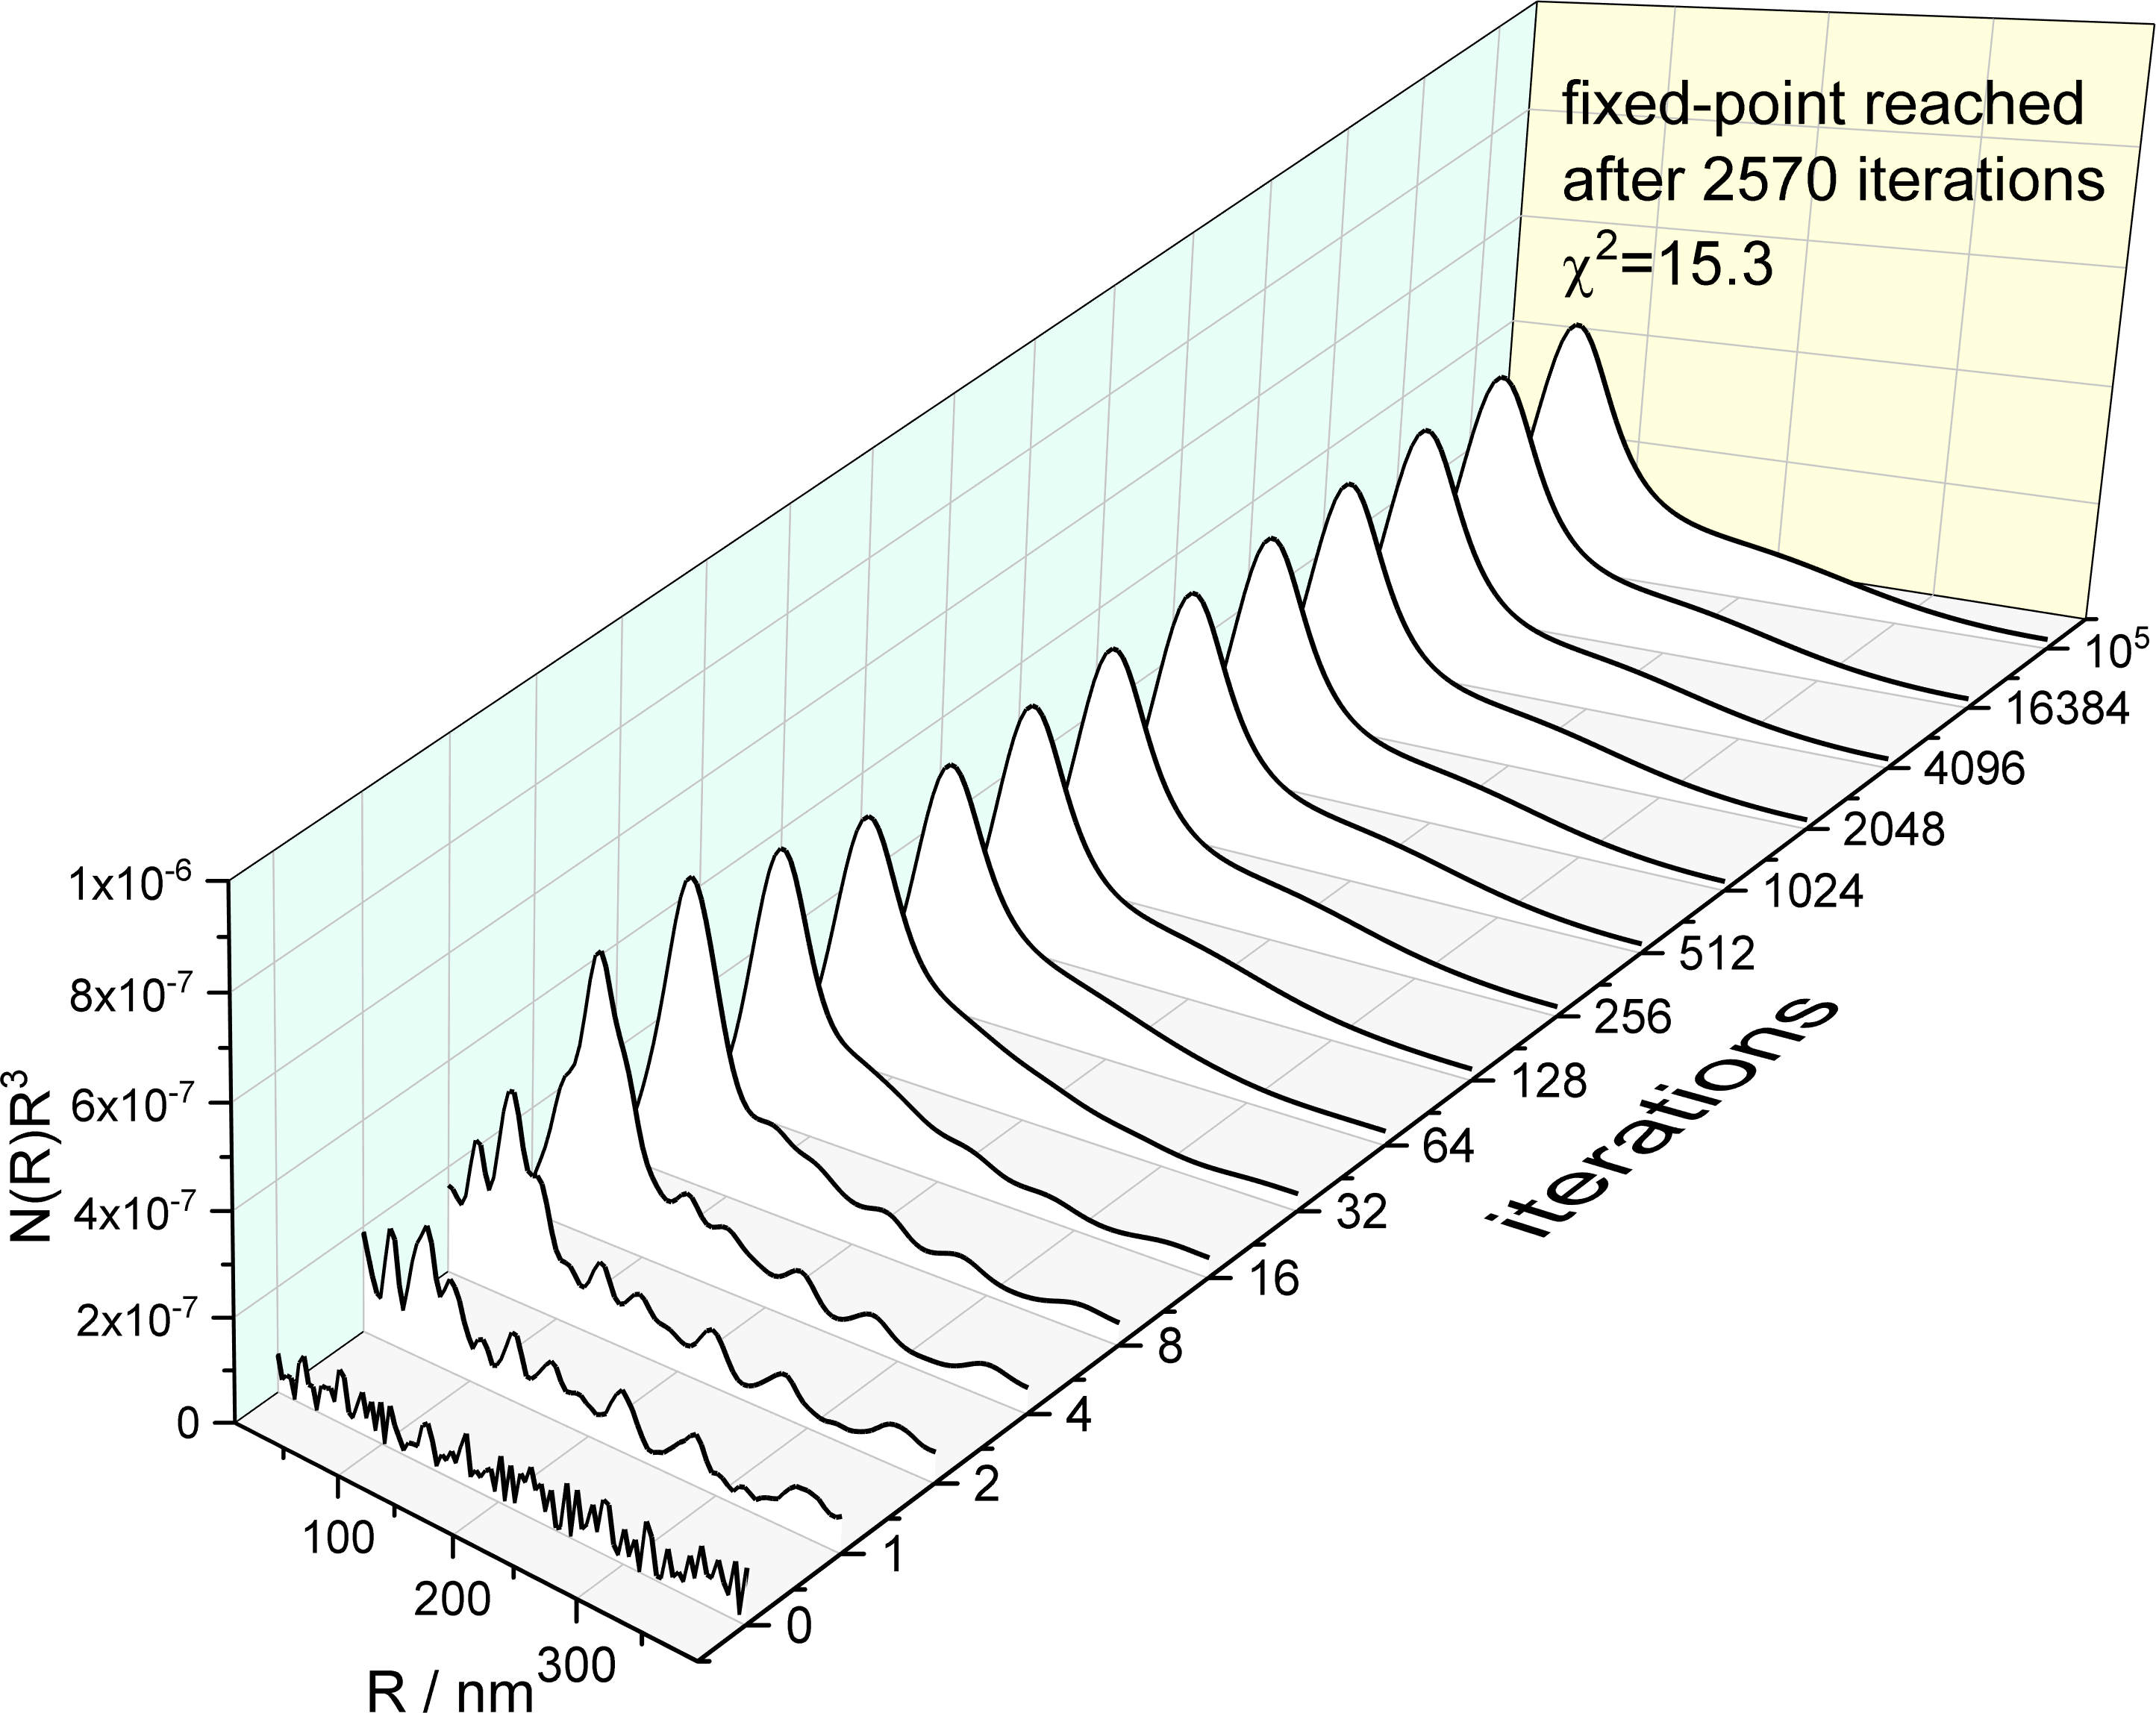 fixed-point reached
after 2570 iterations
χ²=15.3
1x10⁻⁶
8x10⁻⁷
6x10⁻⁷
4x10⁻⁷
2x10⁻⁷
0
N(R)R³
100
200
300
R / nm
0
1
2
4
8
16
32
64
128
256
512
1024
2048
4096
16384
10⁵
iterations